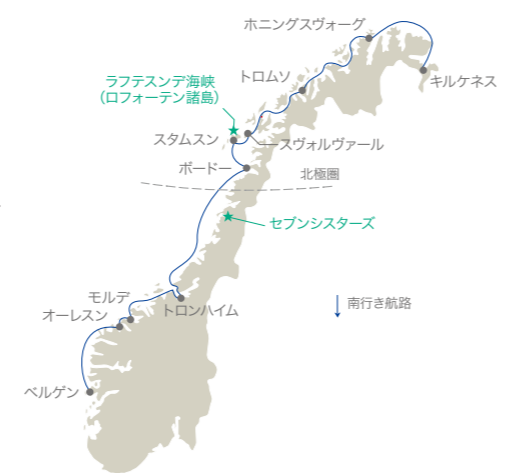 ホニングスヴォーグ
キルケネス
トロムソ
ラフテスンデ海峡
（ロフォーテン諸島）
スタムスン
スヴォルヴァール
ボードー
北極圏
セブンシスターズ
モルデ
オーレスン
トロンハイム
南行き航路
ベルゲン